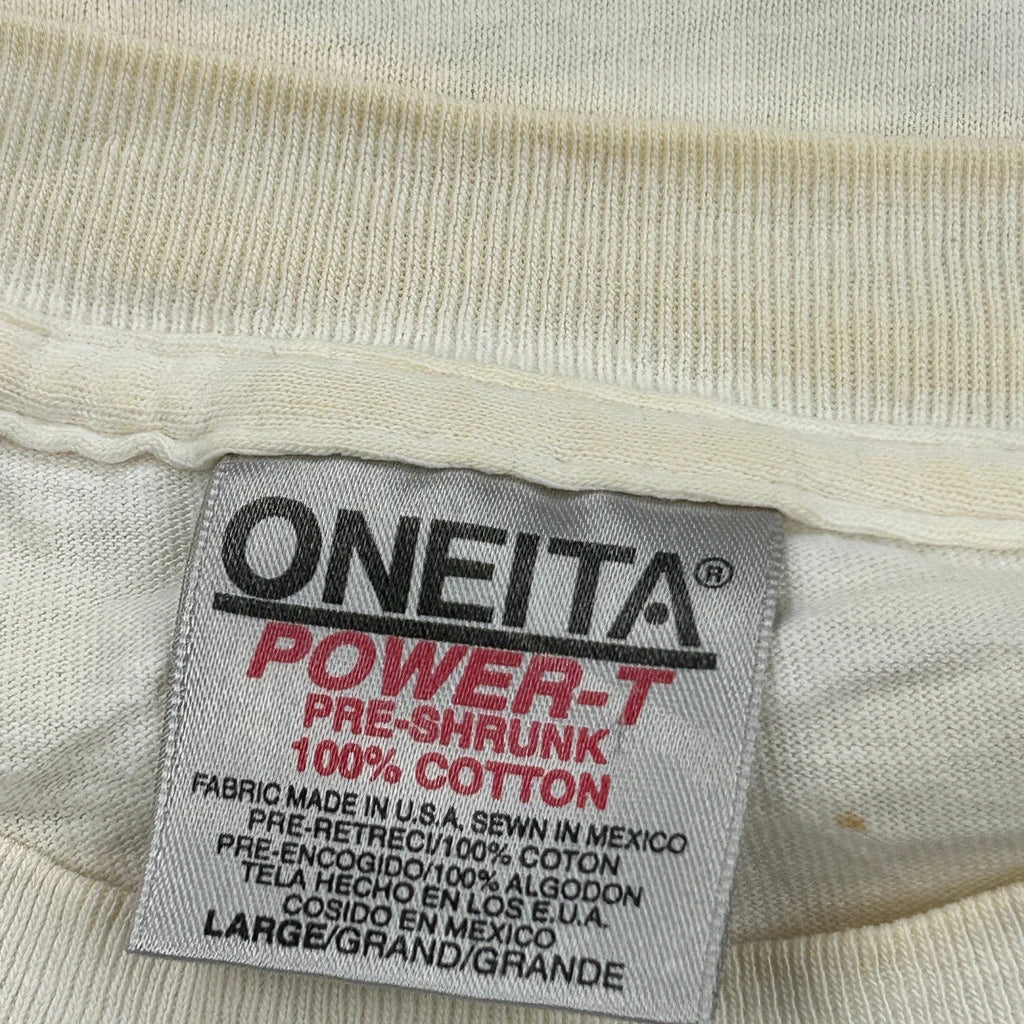 ONEITA®
POWER-T
PRE-SHRUNK
100% COTTON
FABRIC MADE IN U.S.A. SEWN IN MEXICO
PRE-RETRECI/100% COTON
PRE-ENCOGIDO/100% ALGODON
TELA HECHO EN LOS E.U.A.
COSIDO EN MEXICO
LARGE/GRAND/GRANDE